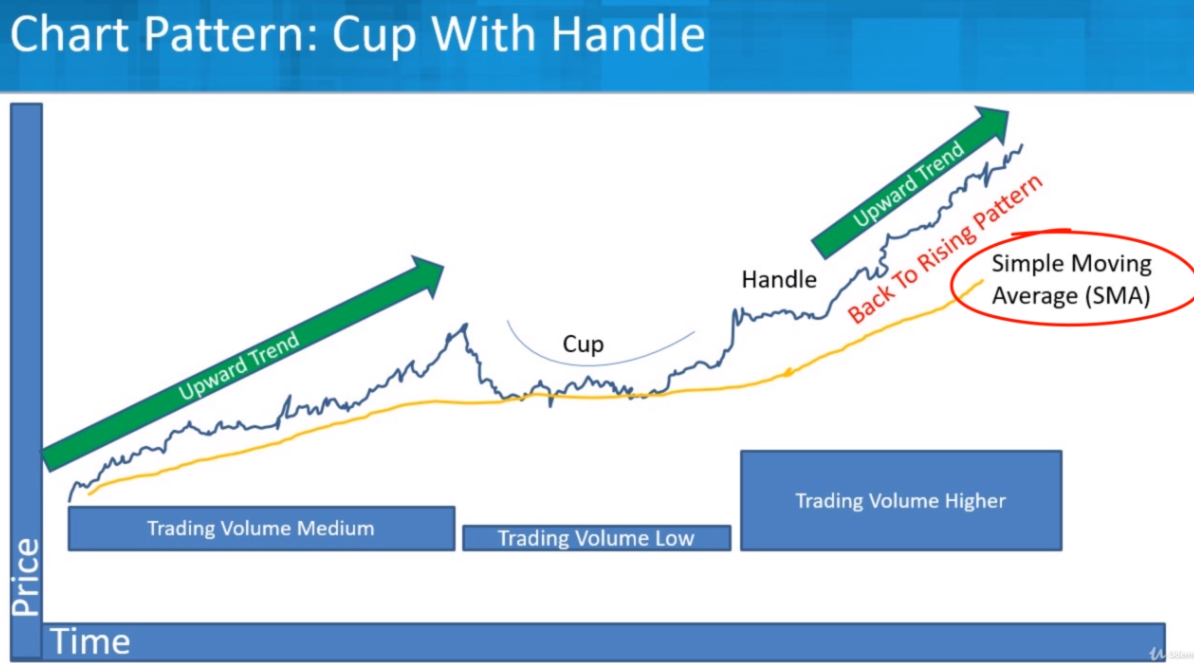 Chart Pattern: Cup With Handle
Upward Trend
Upward Trend
Back To Rising Pattern
Handle
Simple Moving
Average (SMA)
Cup
Trading Volume Medium
Trading Volume Low
Trading Volume Higher
Price
Time